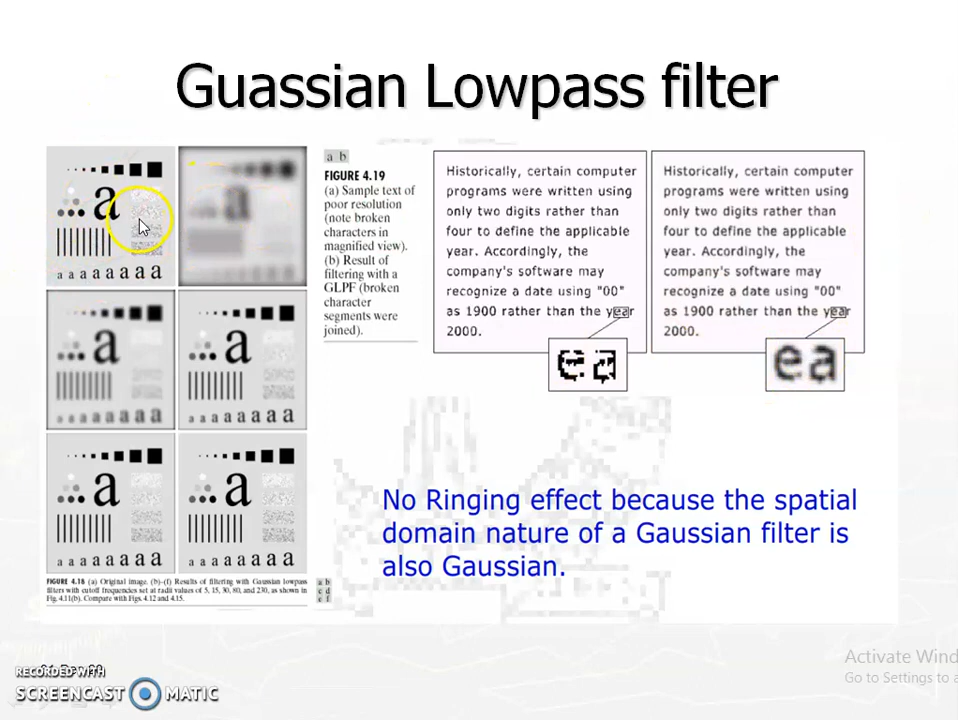 Guassian Lowpass filter
a
a a a a a a a a
a
a
a a a a a a a a
a
a a a a a a a a
a
a a a a a a a a
a
a a a a a a a a
a
a a a a a a a a
FIGURE 4.18 (a) Original image. (b)-(f) Results of filtering with Gaussian lowpass
filters with cutoff frequencies set at radii values of 5, 15, 30, 80, and 230, as shown in
Fig. 4.11(b). Compare with Figs. 4.12 and 4.15.
a b
c d
e f
a b
FIGURE 4.19
(a) Sample text of
poor resolution
(note broken
characters in
magnified view).
(b) Result of
filtering with a
GLPF (broken
character
segments were
joined).
Historically, certain computer
programs were written using
only two digits rather than
four to define the applicable
year. Accordingly, the
company's software may
recognize a date using "00"
as 1900 rather than the year
2000.
ea
Historically, certain computer
programs were written using
only two digits rather than
four to define the applicable
year. Accordingly, the
company's software may
recognize a date using "00"
as 1900 rather than the year
2000.
ea
No Ringing effect because the spatial
domain nature of a Gaussian filter is
also Gaussian.
RECORDED WITH
SCREENCAST MATIC
Activate Wind
Go to Settings to a